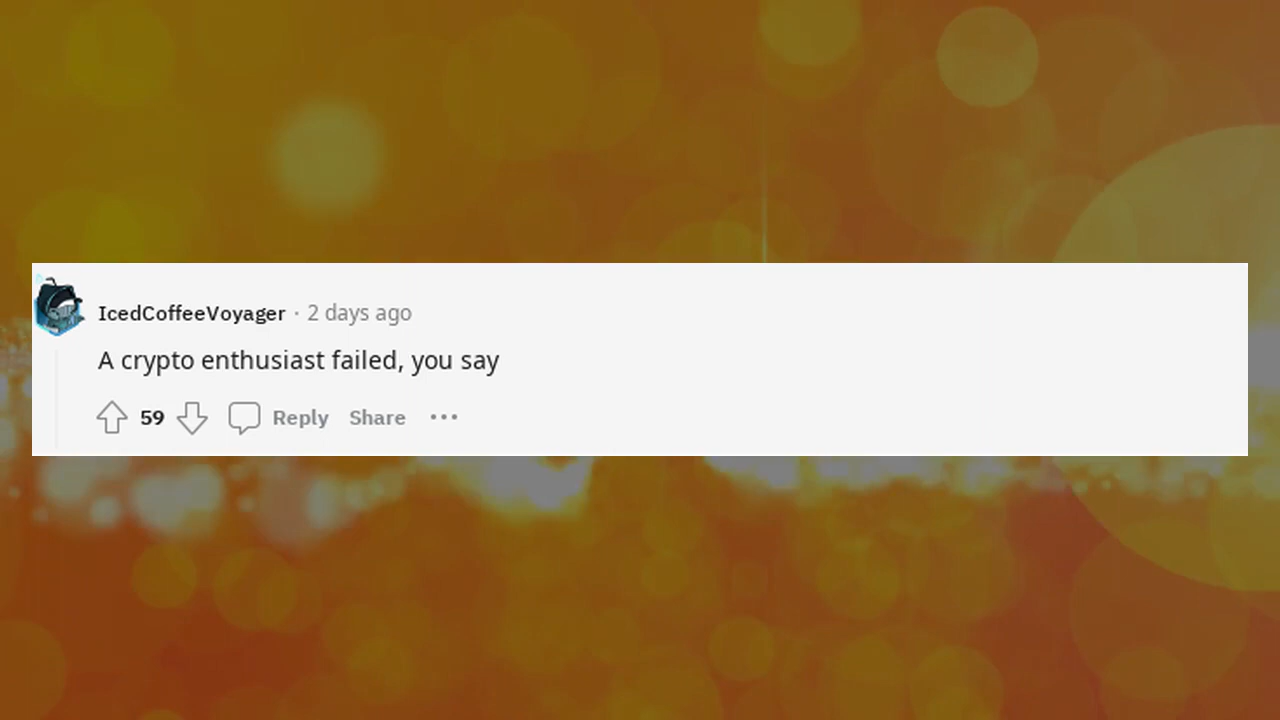 IcedCoffeeVoyager · 2 days ago
A crypto enthusiast failed, you say
59 Reply Share ···